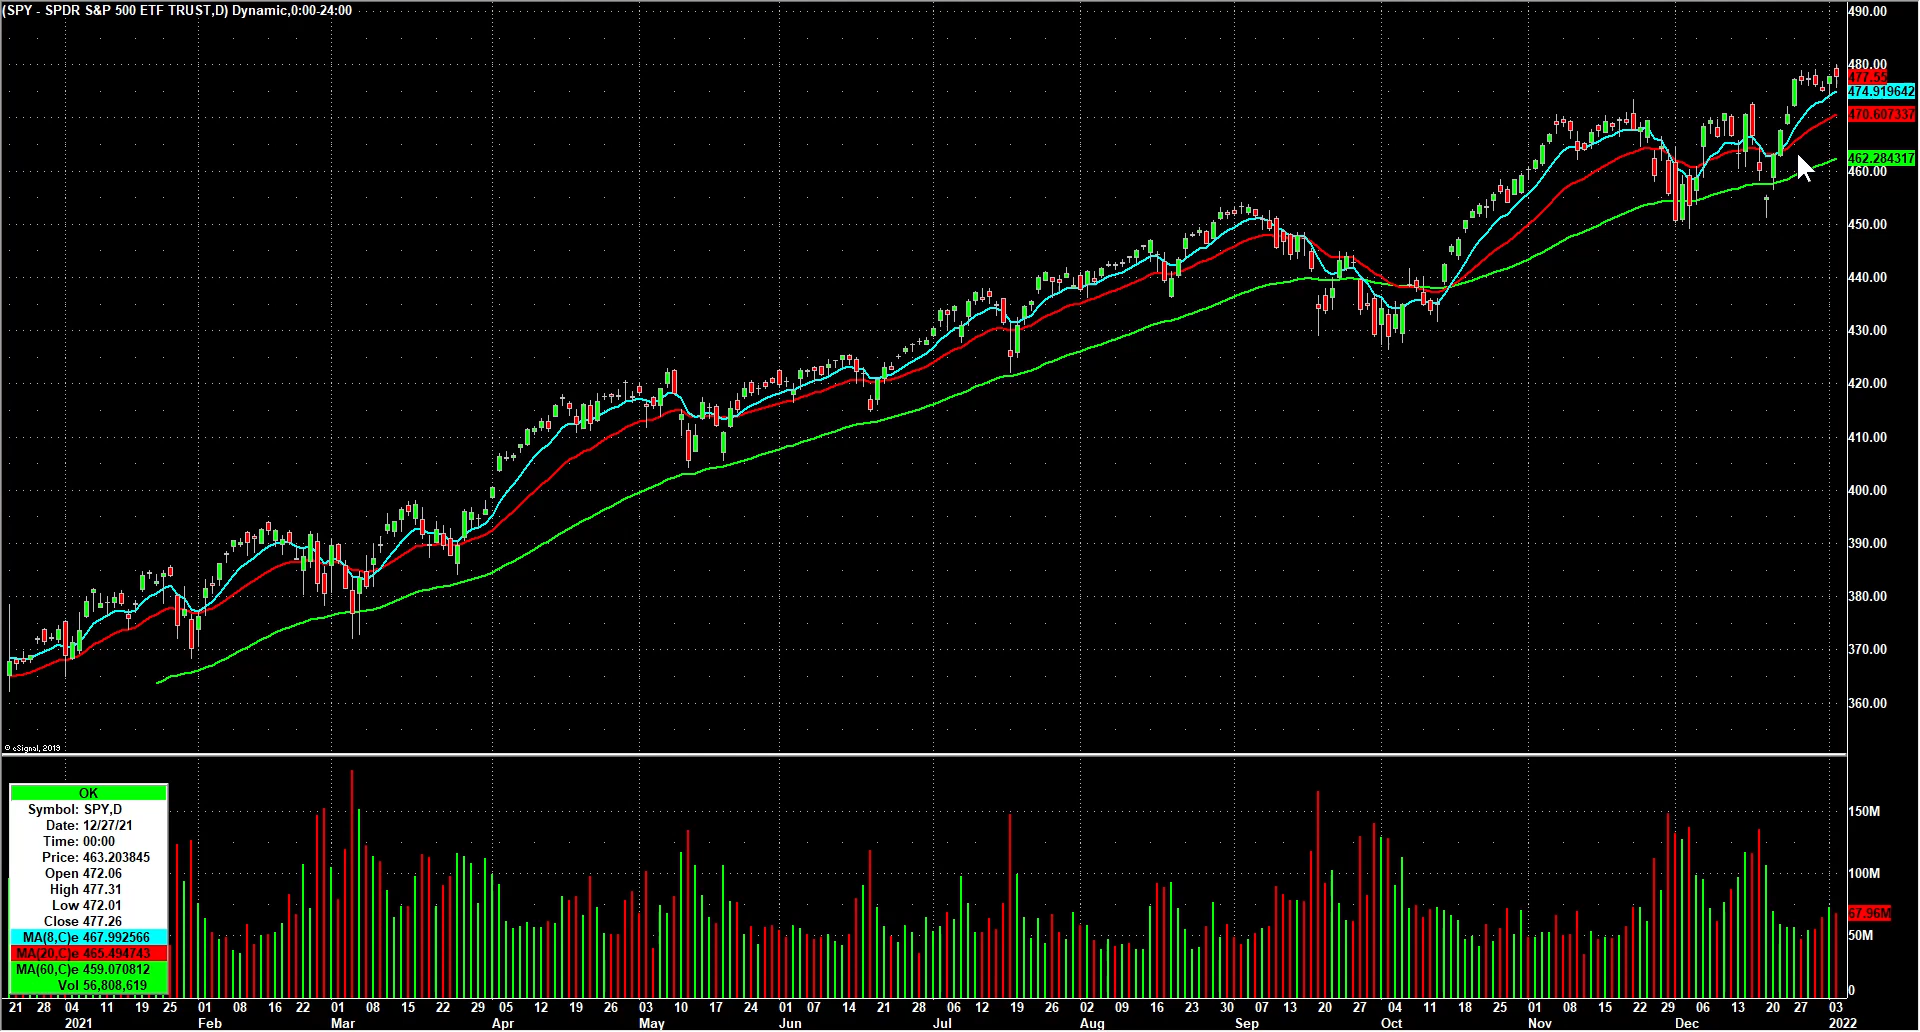 (SPY - SPDR S&P 500 ETF TRUST,D) Dynamic,0:00-24:00
490.00
480.00
477.55
474.919642
470.607337
462.284317
460.00
450.00
440.00
430.00
420.00
410.00
400.00
390.00
380.00
370.00
360.00
© eSignal, 2019
OK
Symbol: SPY,D
Date: 12/27/21
Time: 00:00
Price: 463.203845
Open 472.06
High 477.31
Low 472.01
Close 477.26
MA(8,C)e 467.992566
MA(20,C)e 465.494743
MA(60,C)e 459.070812
Vol 56,808,619
150M
100M
67.96M
50M
0
21 28 04 11 19 25 01 08 16 22 01 08 15 22 29 05 12 19 26 03 10 17 24 01 07 14 21 28 06 12 19 26 02 09 16 23 30 07 13 20 27 04 11 18 25 01 08 15 22 29 06 13 20 27 03
2021 Feb Mar Apr May Jun Jul Aug Sep Oct Nov Dec 2022